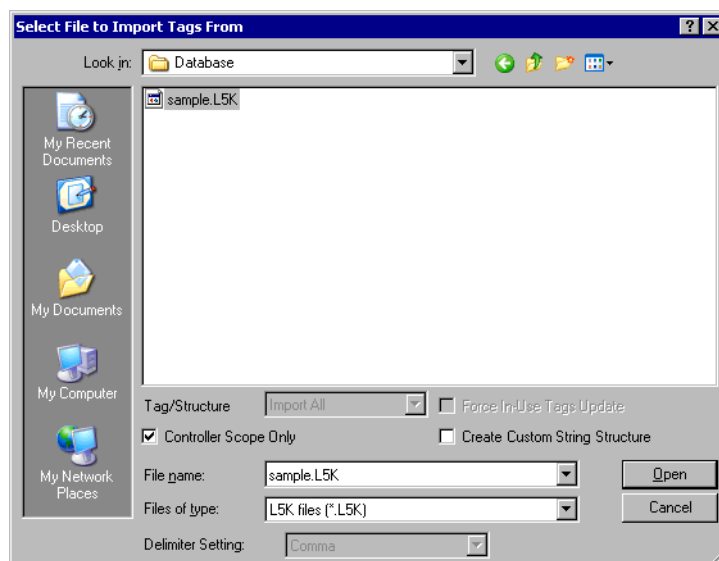 Select File to Import Tags From
Look in: Database
sample.L5K
My Recent
Documents
Desktop
My Documents
My Computer
My Network
Places
Tag/Structure Import All Force In-Use Tags Update
Controller Scope Only Create Custom String Structure
File name: sample.L5K Open
Files of type: L5K files (*.L5K) Cancel
Delimiter Setting: Comma